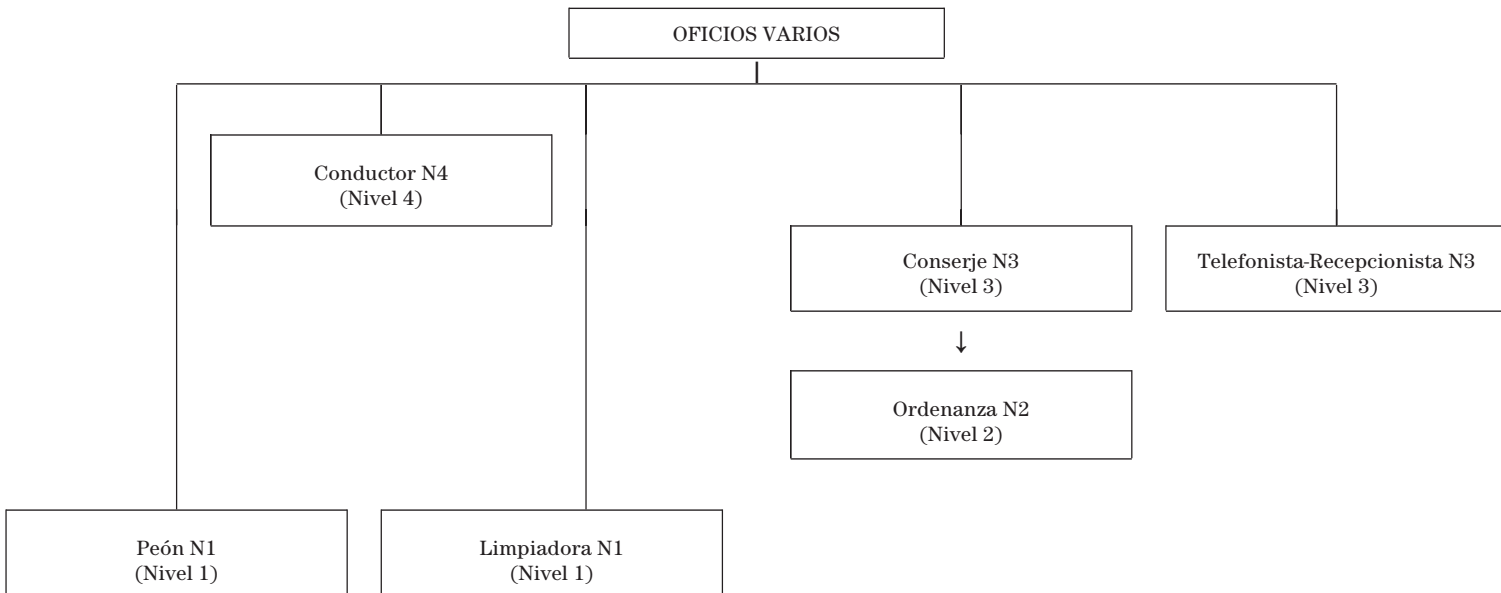 OFICIOS VARIOS
Conductor N4
(Nivel 4)
Conserje N3
(Nivel 3)
Telefonista-Recepcionista N3
(Nivel 3)
↓
Ordenanza N2
(Nivel 2)
Peón N1
(Nivel 1)
Limpiadora N1
(Nivel 1)